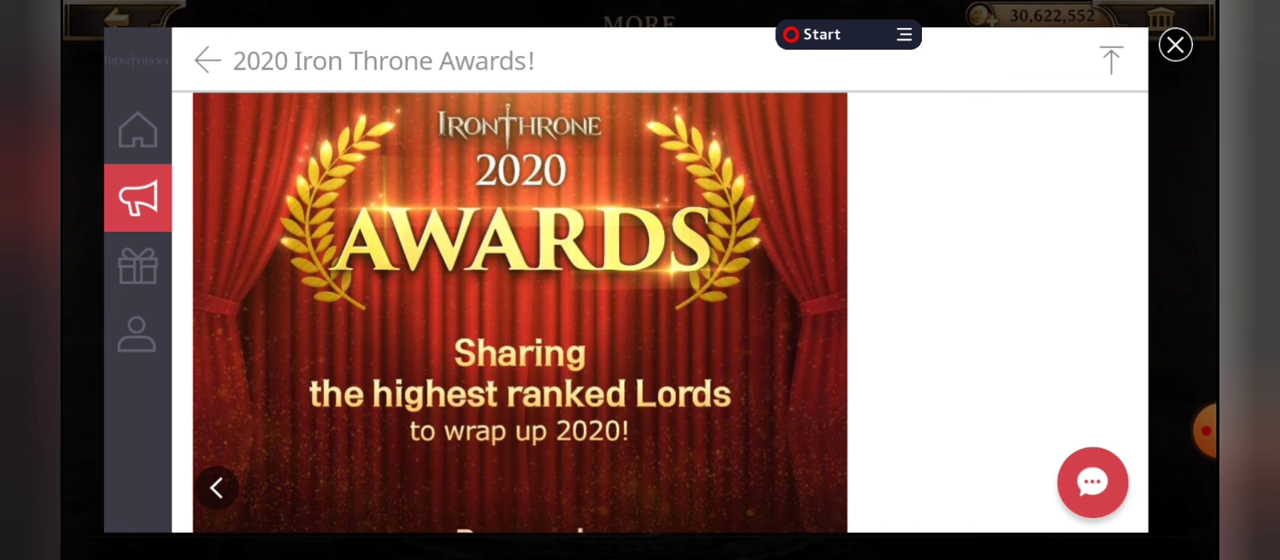 MORE
30,622,552
Start
IRONTHRONE
2020 Iron Throne Awards!
IRONTHRONE
2020
AWARDS
Sharing
the highest ranked Lords
to wrap up 2020!